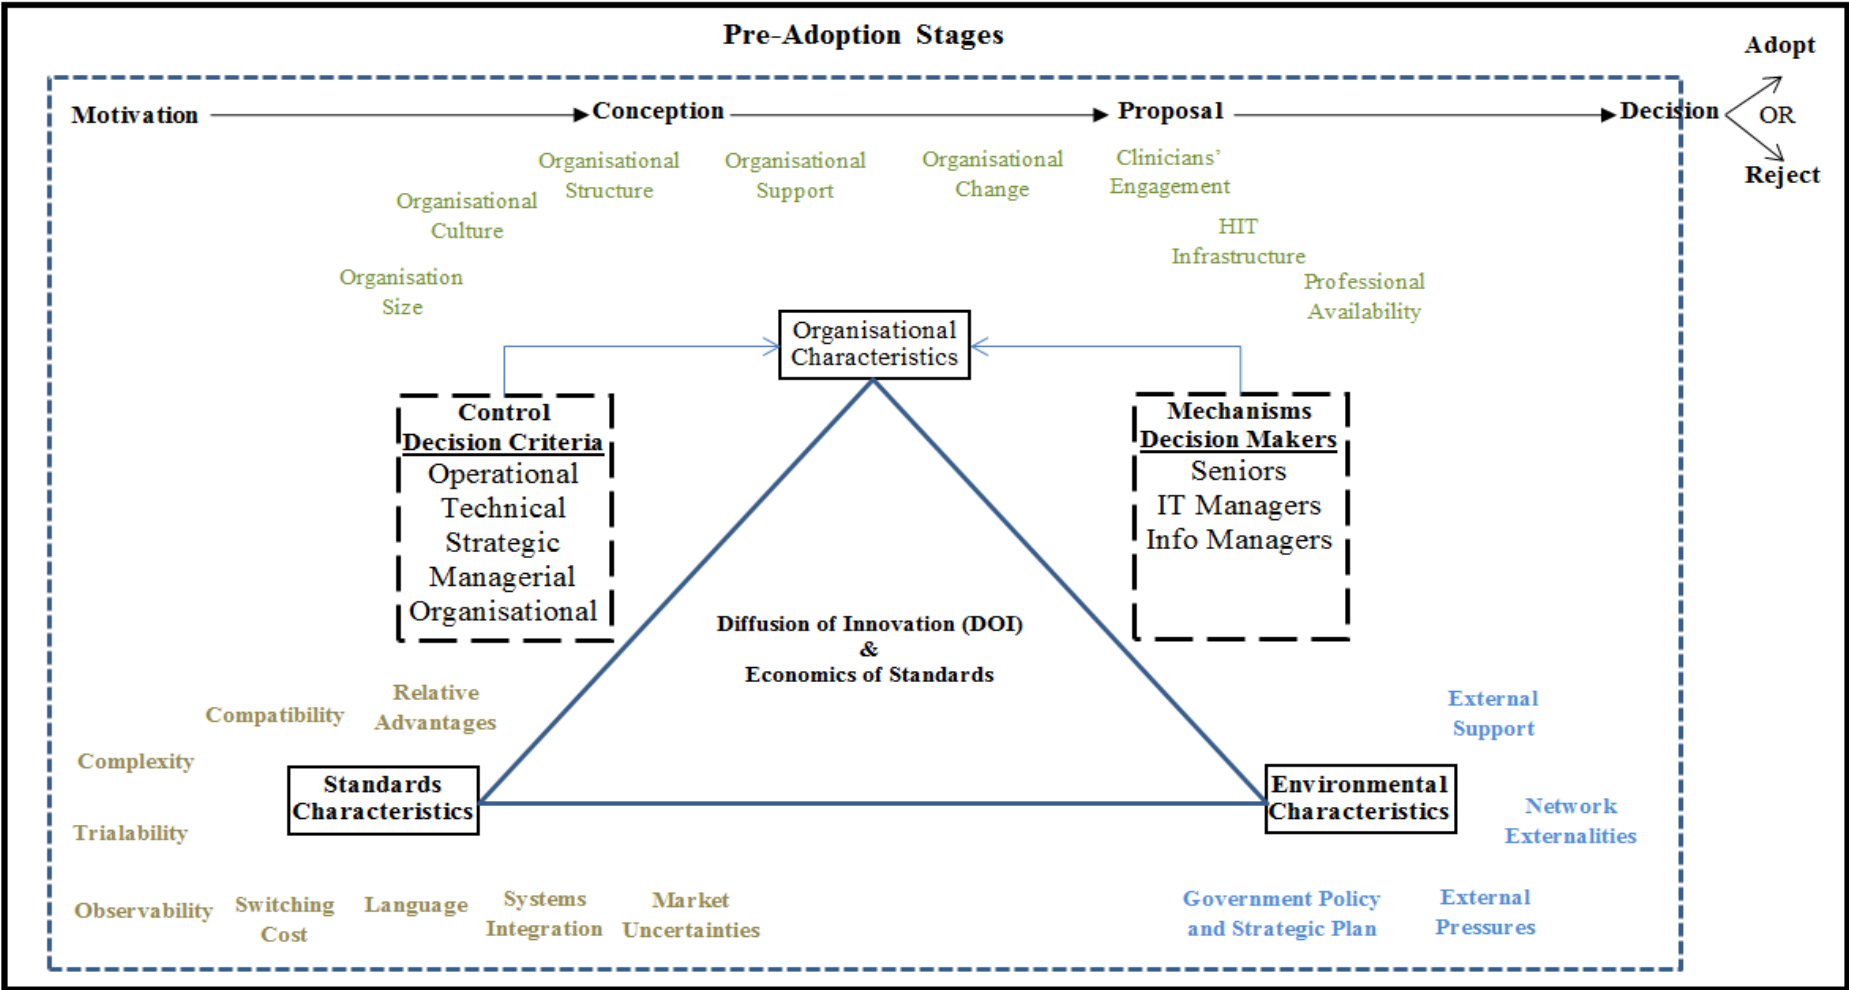 Pre-Adoption Stages
Adopt
OR
Reject
Motivation
Conception
Proposal
Decision
Organisation
Size
Organisational
Culture
Organisational
Structure
Organisational
Support
Organisational
Change
Clinicians’
Engagement
HIT
Infrastructure
Professional
Availability
Organisational
Characteristics
Control
Decision Criteria
Operational
Technical
Strategic
Managerial
Organisational
Mechanisms
Decision Makers
Seniors
IT Managers
Info Managers
Diffusion of Innovation (DOI)
&
Economics of Standards
Relative
Advantages
Compatibility
Complexity
Trialability
Observability
Switching
Cost
Language
Systems
Integration
Market
Uncertainties
Standards
Characteristics
Environmental
Characteristics
External
Support
Network
Externalities
Government Policy
and Strategic Plan
External
Pressures